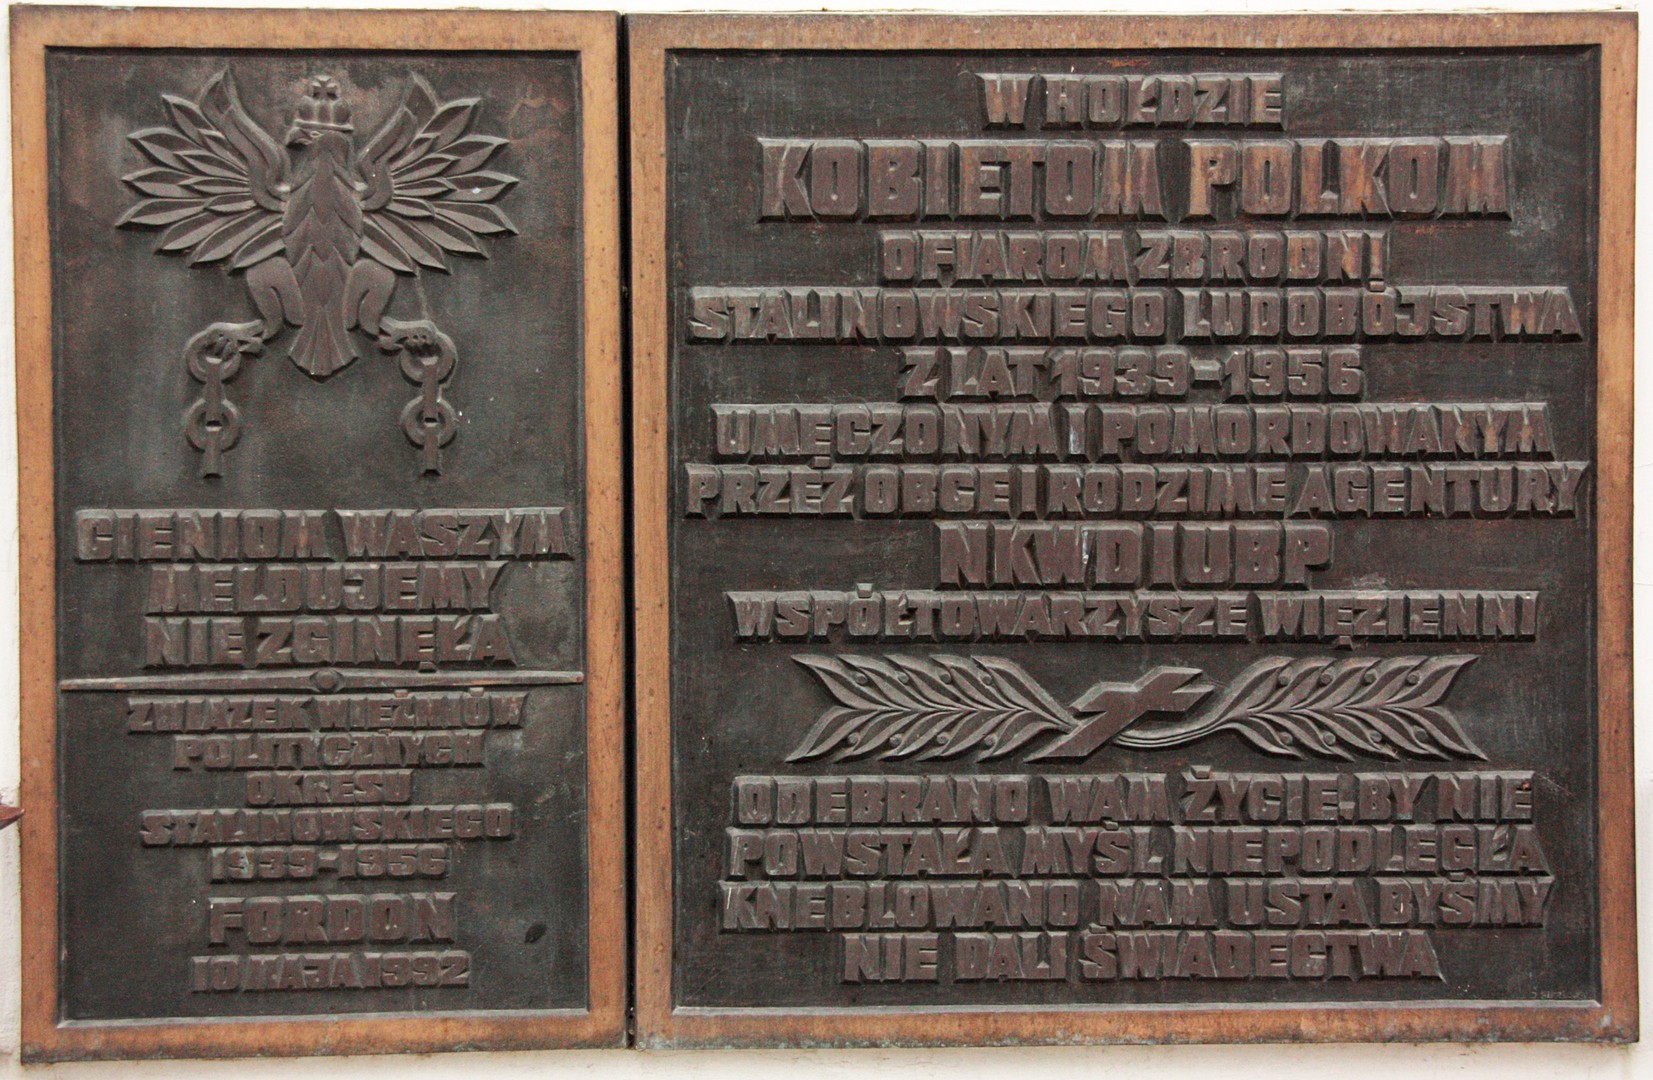 CIENIOM WASZYM
MELDUJEMY
NIE ZGINĘŁA
ZWIĄZEK WIĘŹNIÓW
POLITYCZNYCH
OKRESU
STALINOWSKIEGO
1939-1956
FORDON
10 MAJA 1992
W HOŁDZIE
KOBIETOM POLKOM
OFIAROM ZBRODNI
STALINOWSKIEGO LUDOBÓJSTWA
Z LAT 1939-1956
UMĘCZONYM I POMORDOWANYM
PRZEZ OBCE I RODZIME AGENTURY
NKWD I UBP
WSPÓŁTOWARZYSZE WIĘZIENNI
ODEBRANO WAM ŻYCIE, BY NIE
POWSTAŁA MYŚL NIEPODLEGŁA
KNEBLOWANO NAM USTA BYŚMY
NIE DALI ŚWIADECTWA